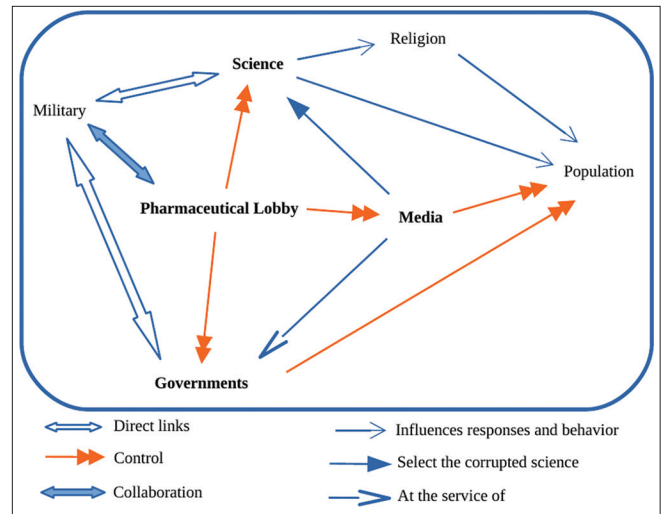 Religion
Science
Military
Population
Pharmaceutical Lobby
Media
Governments
Direct links
Influences responses and behavior
Control
Select the corrupted science
Collaboration
At the service of